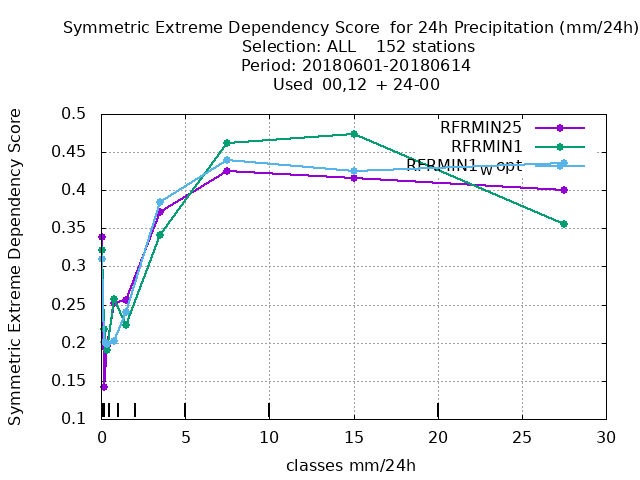 Symmetric Extreme Dependency Score  for 24h Precipitation (mm/24h)
Selection: ALL    152 stations
Period: 20180601-20180614
Used  00,12  + 24-00
RFRMIN25
RFRMIN1
RFRMIN1_wopt
Symmetric Extreme Dependency Score
0.5
0.45
0.4
0.35
0.3
0.25
0.2
0.15
0.1
0 5 10 15 20 25 30
classes mm/24h